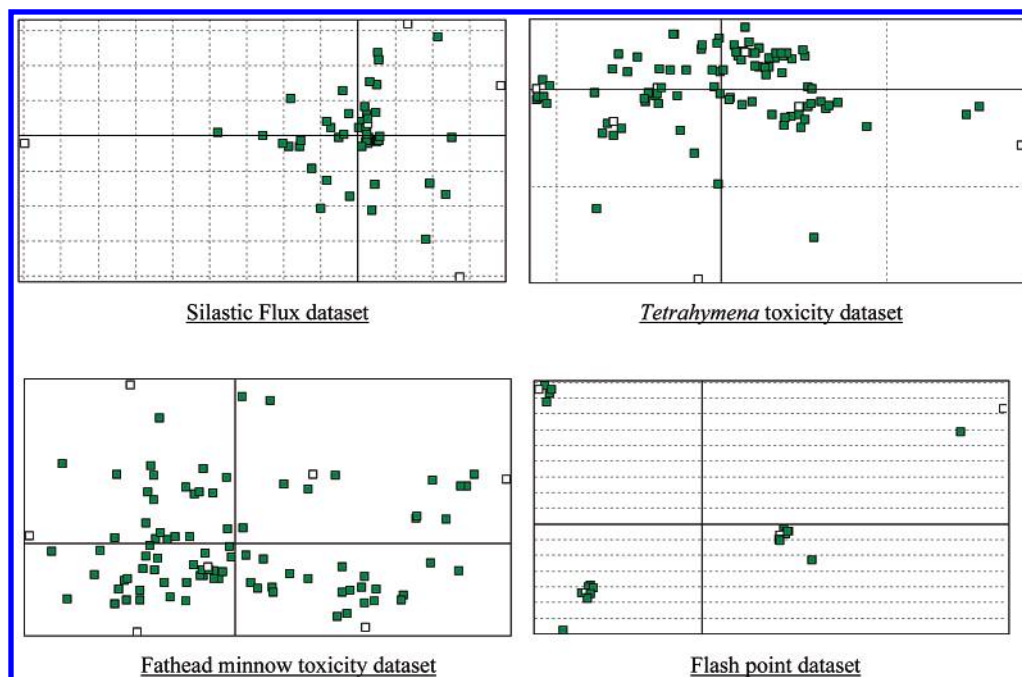 Silastic Flux dataset
Tetrahymena toxicity dataset
Fathead minnow toxicity dataset
Flash point dataset